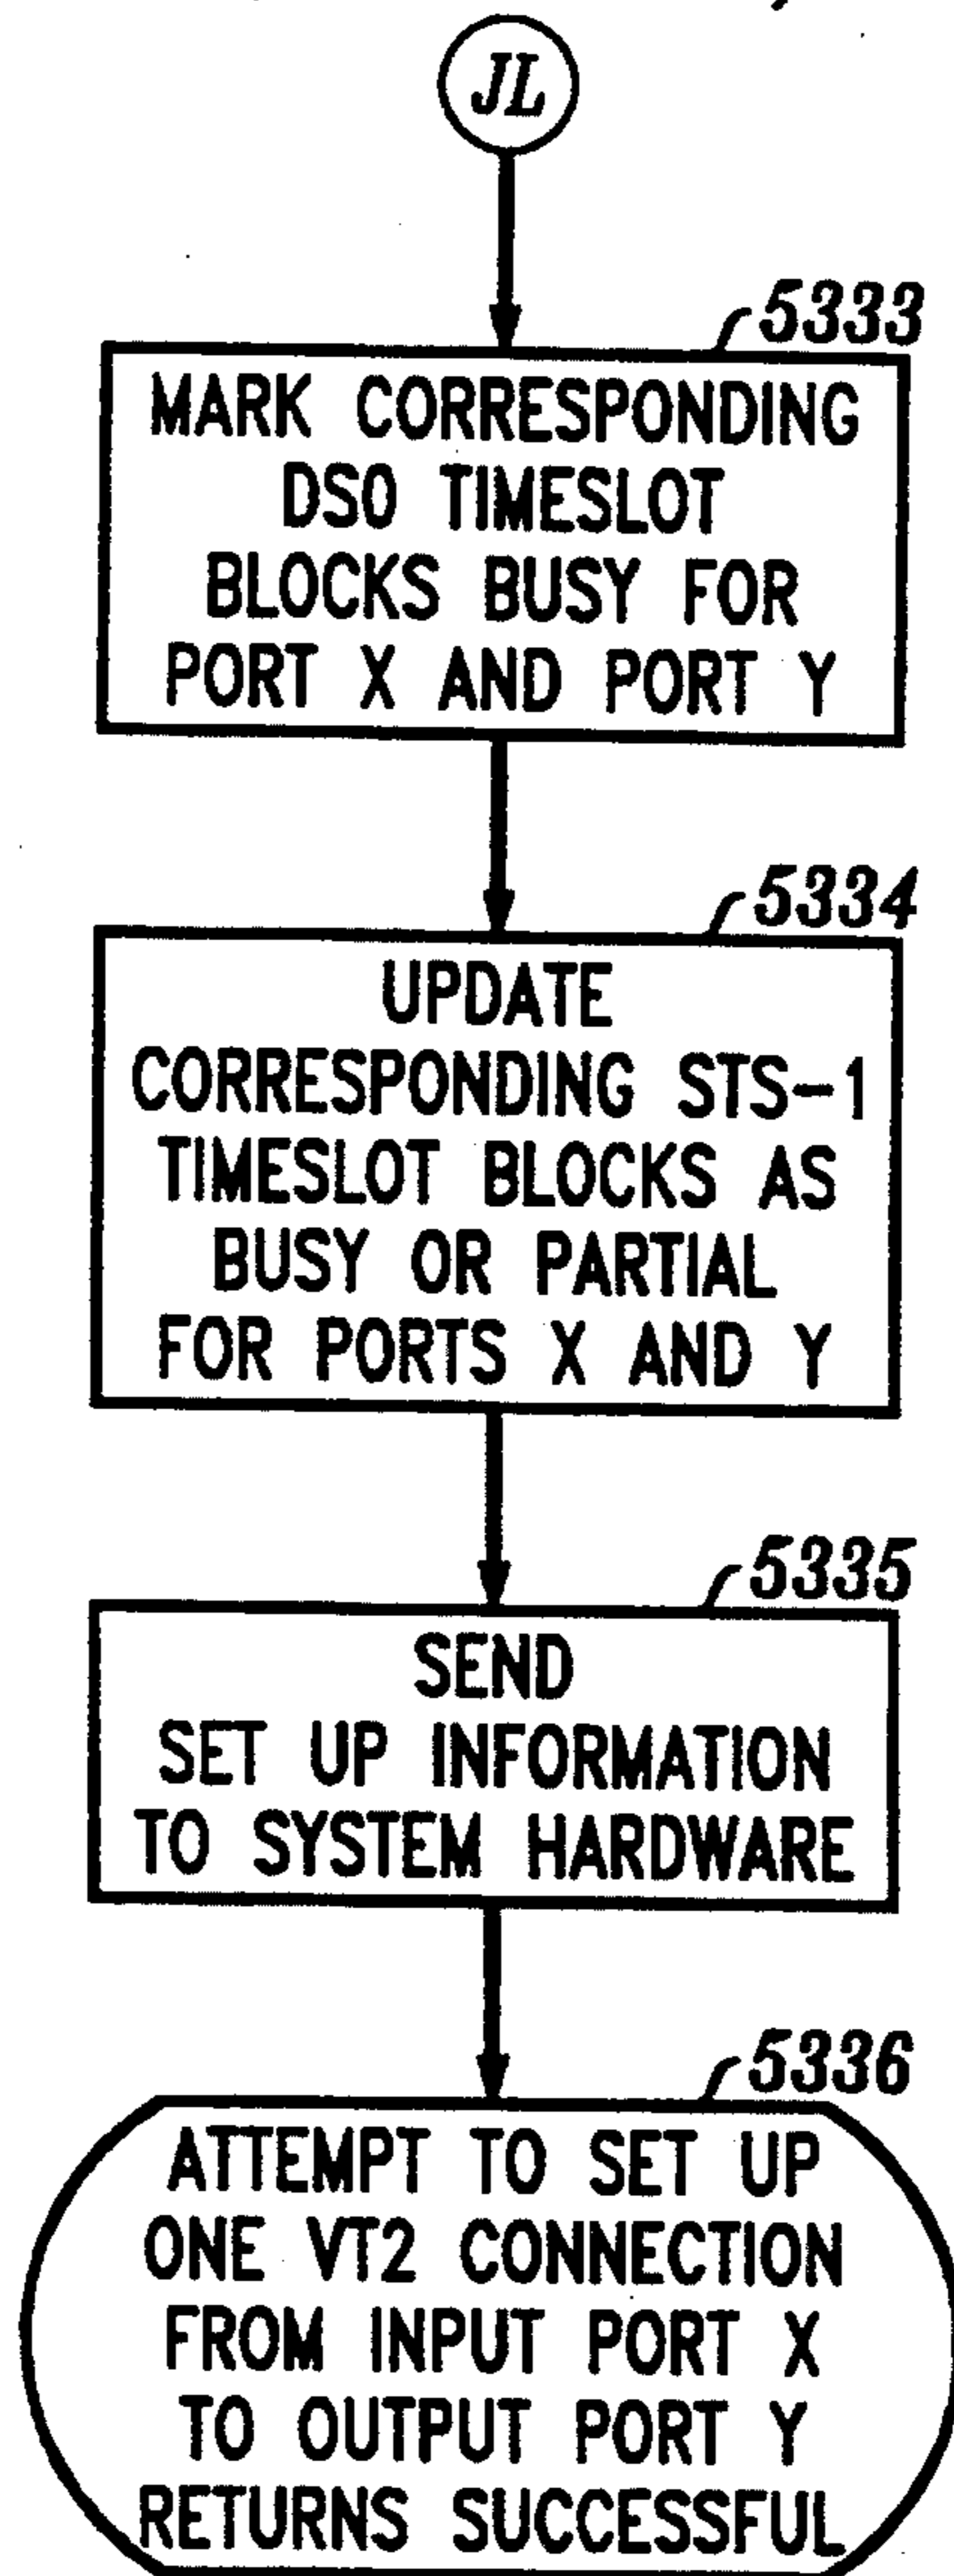 JL
5333
MARK CORRESPONDING
DS0 TIMESLOT
BLOCKS BUSY FOR
PORT X AND PORT Y
5334
UPDATE
CORRESPONDING STS-1
TIMESLOT BLOCKS AS
BUSY OR PARTIAL
FOR PORTS X AND Y
5335
SEND
SET UP INFORMATION
TO SYSTEM HARDWARE
5336
ATTEMPT TO SET UP
ONE VT2 CONNECTION
FROM INPUT PORT X
TO OUTPUT PORT Y
RETURNS SUCCESSFUL